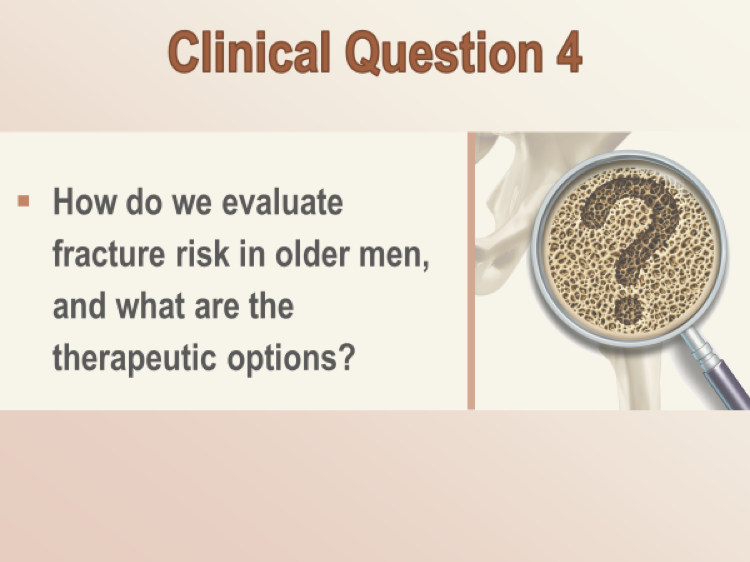 Clinical Question 4
▪ How do we evaluate
fracture risk in older men,
and what are the
therapeutic options?
?